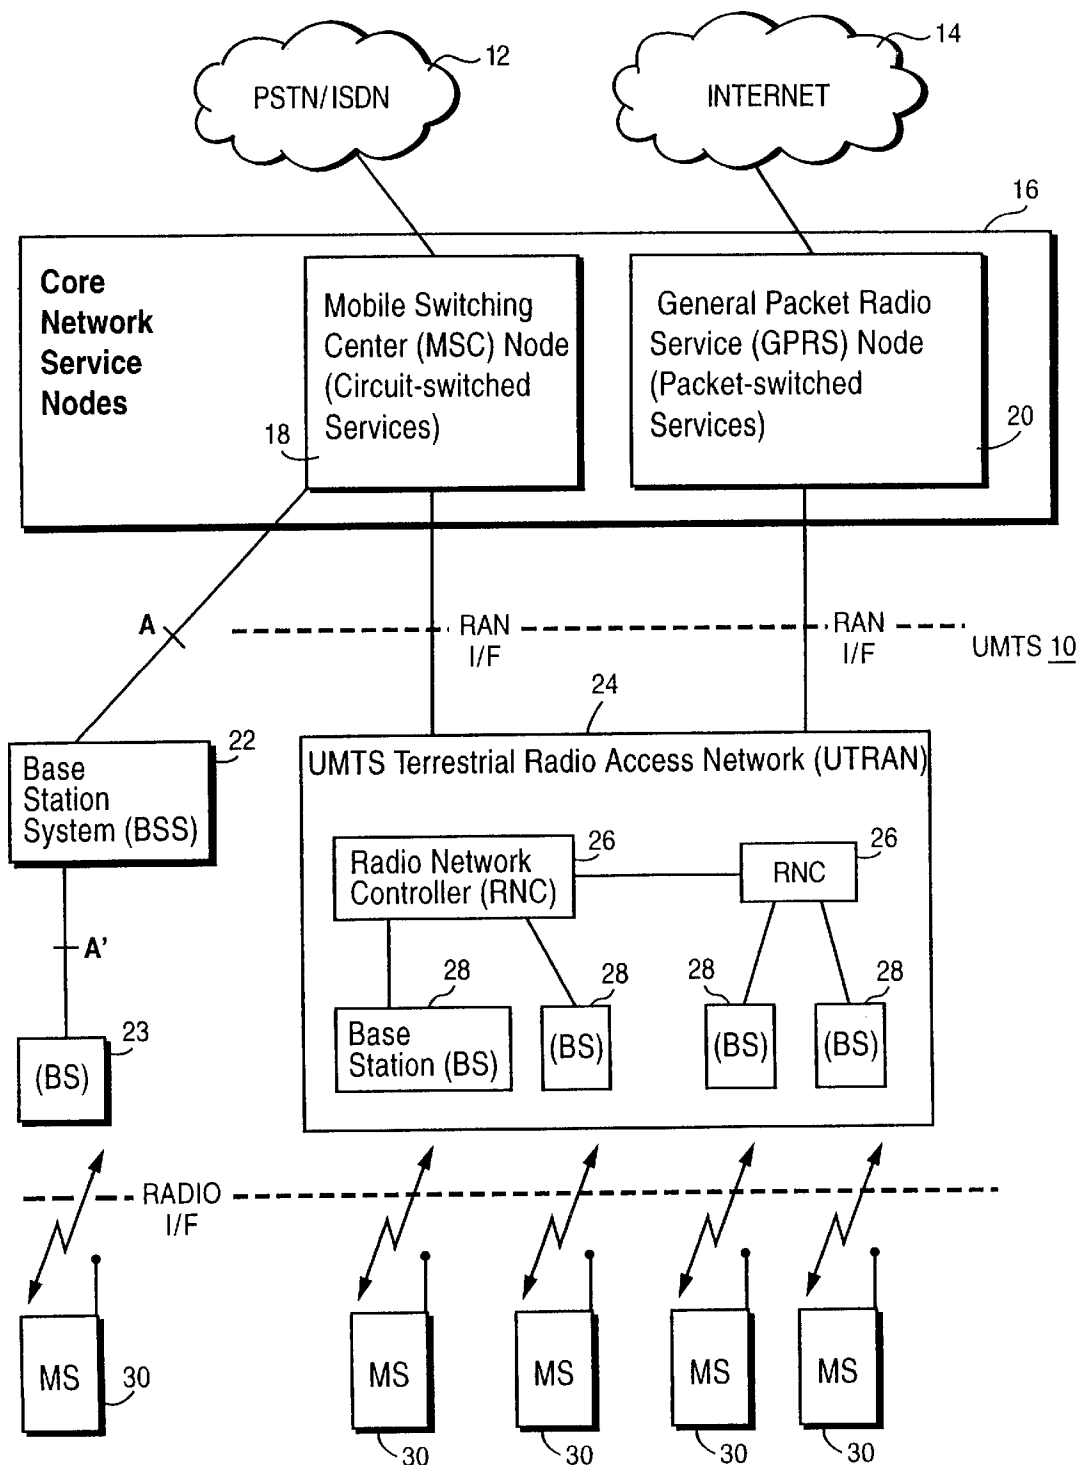 12
14
PSTN/ISDN
INTERNET
16
Core
Network
Service
Nodes
Mobile Switching
Center (MSC) Node
(Circuit-switched
Services)
18
General Packet Radio
Service (GPRS) Node
(Packet-switched
Services)
20
A
RAN
I/F
RAN
I/F
UMTS 10
24
22
Base
Station
System (BSS)
UMTS Terrestrial Radio Access Network (UTRAN)
26
Radio Network
Controller (RNC)
26
RNC
A'
28
28
28
28
Base
Station (BS)
(BS)
(BS)
(BS)
23
(BS)
RADIO
I/F
MS
30
MS
30
MS
30
MS
30
MS
30